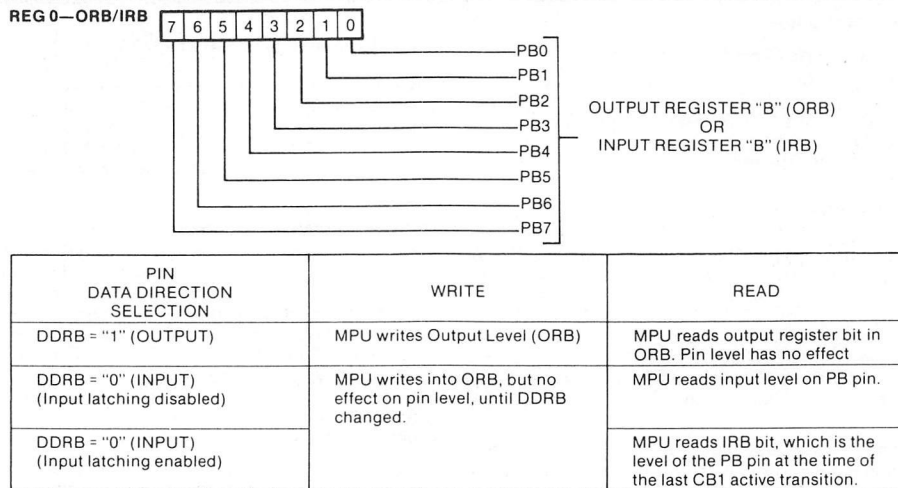 REG 0—ORB/IRB
7 6 5 4 3 2 1 0
PB0
PB1
PB2
PB3
PB4
PB5
PB6
PB7
OUTPUT REGISTER "B" (ORB)
OR
INPUT REGISTER "B" (IRB)
PIN
DATA DIRECTION
SELECTION
WRITE
READ
DDRB = "1" (OUTPUT)
MPU writes Output Level (ORB)
MPU reads output register bit in
ORB. Pin level has no effect
DDRB = "0" (INPUT)
(Input latching disabled)
MPU writes into ORB, but no
effect on pin level, until DDRB
changed.
MPU reads input level on PB pin.
DDRB = "0" (INPUT)
(Input latching enabled)
MPU reads IRB bit, which is the
level of the PB pin at the time of
the last CB1 active transition.